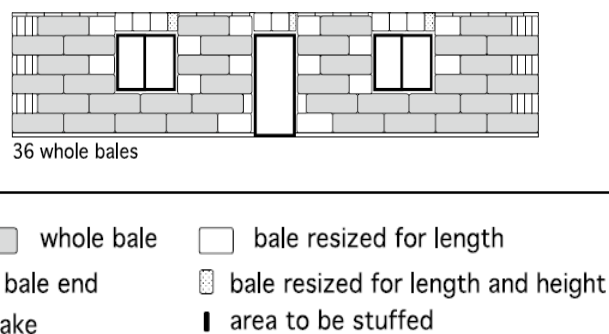 36 whole bales
whole bale
bale resized for length
bale end
bale resized for length and height
ake
area to be stuffed